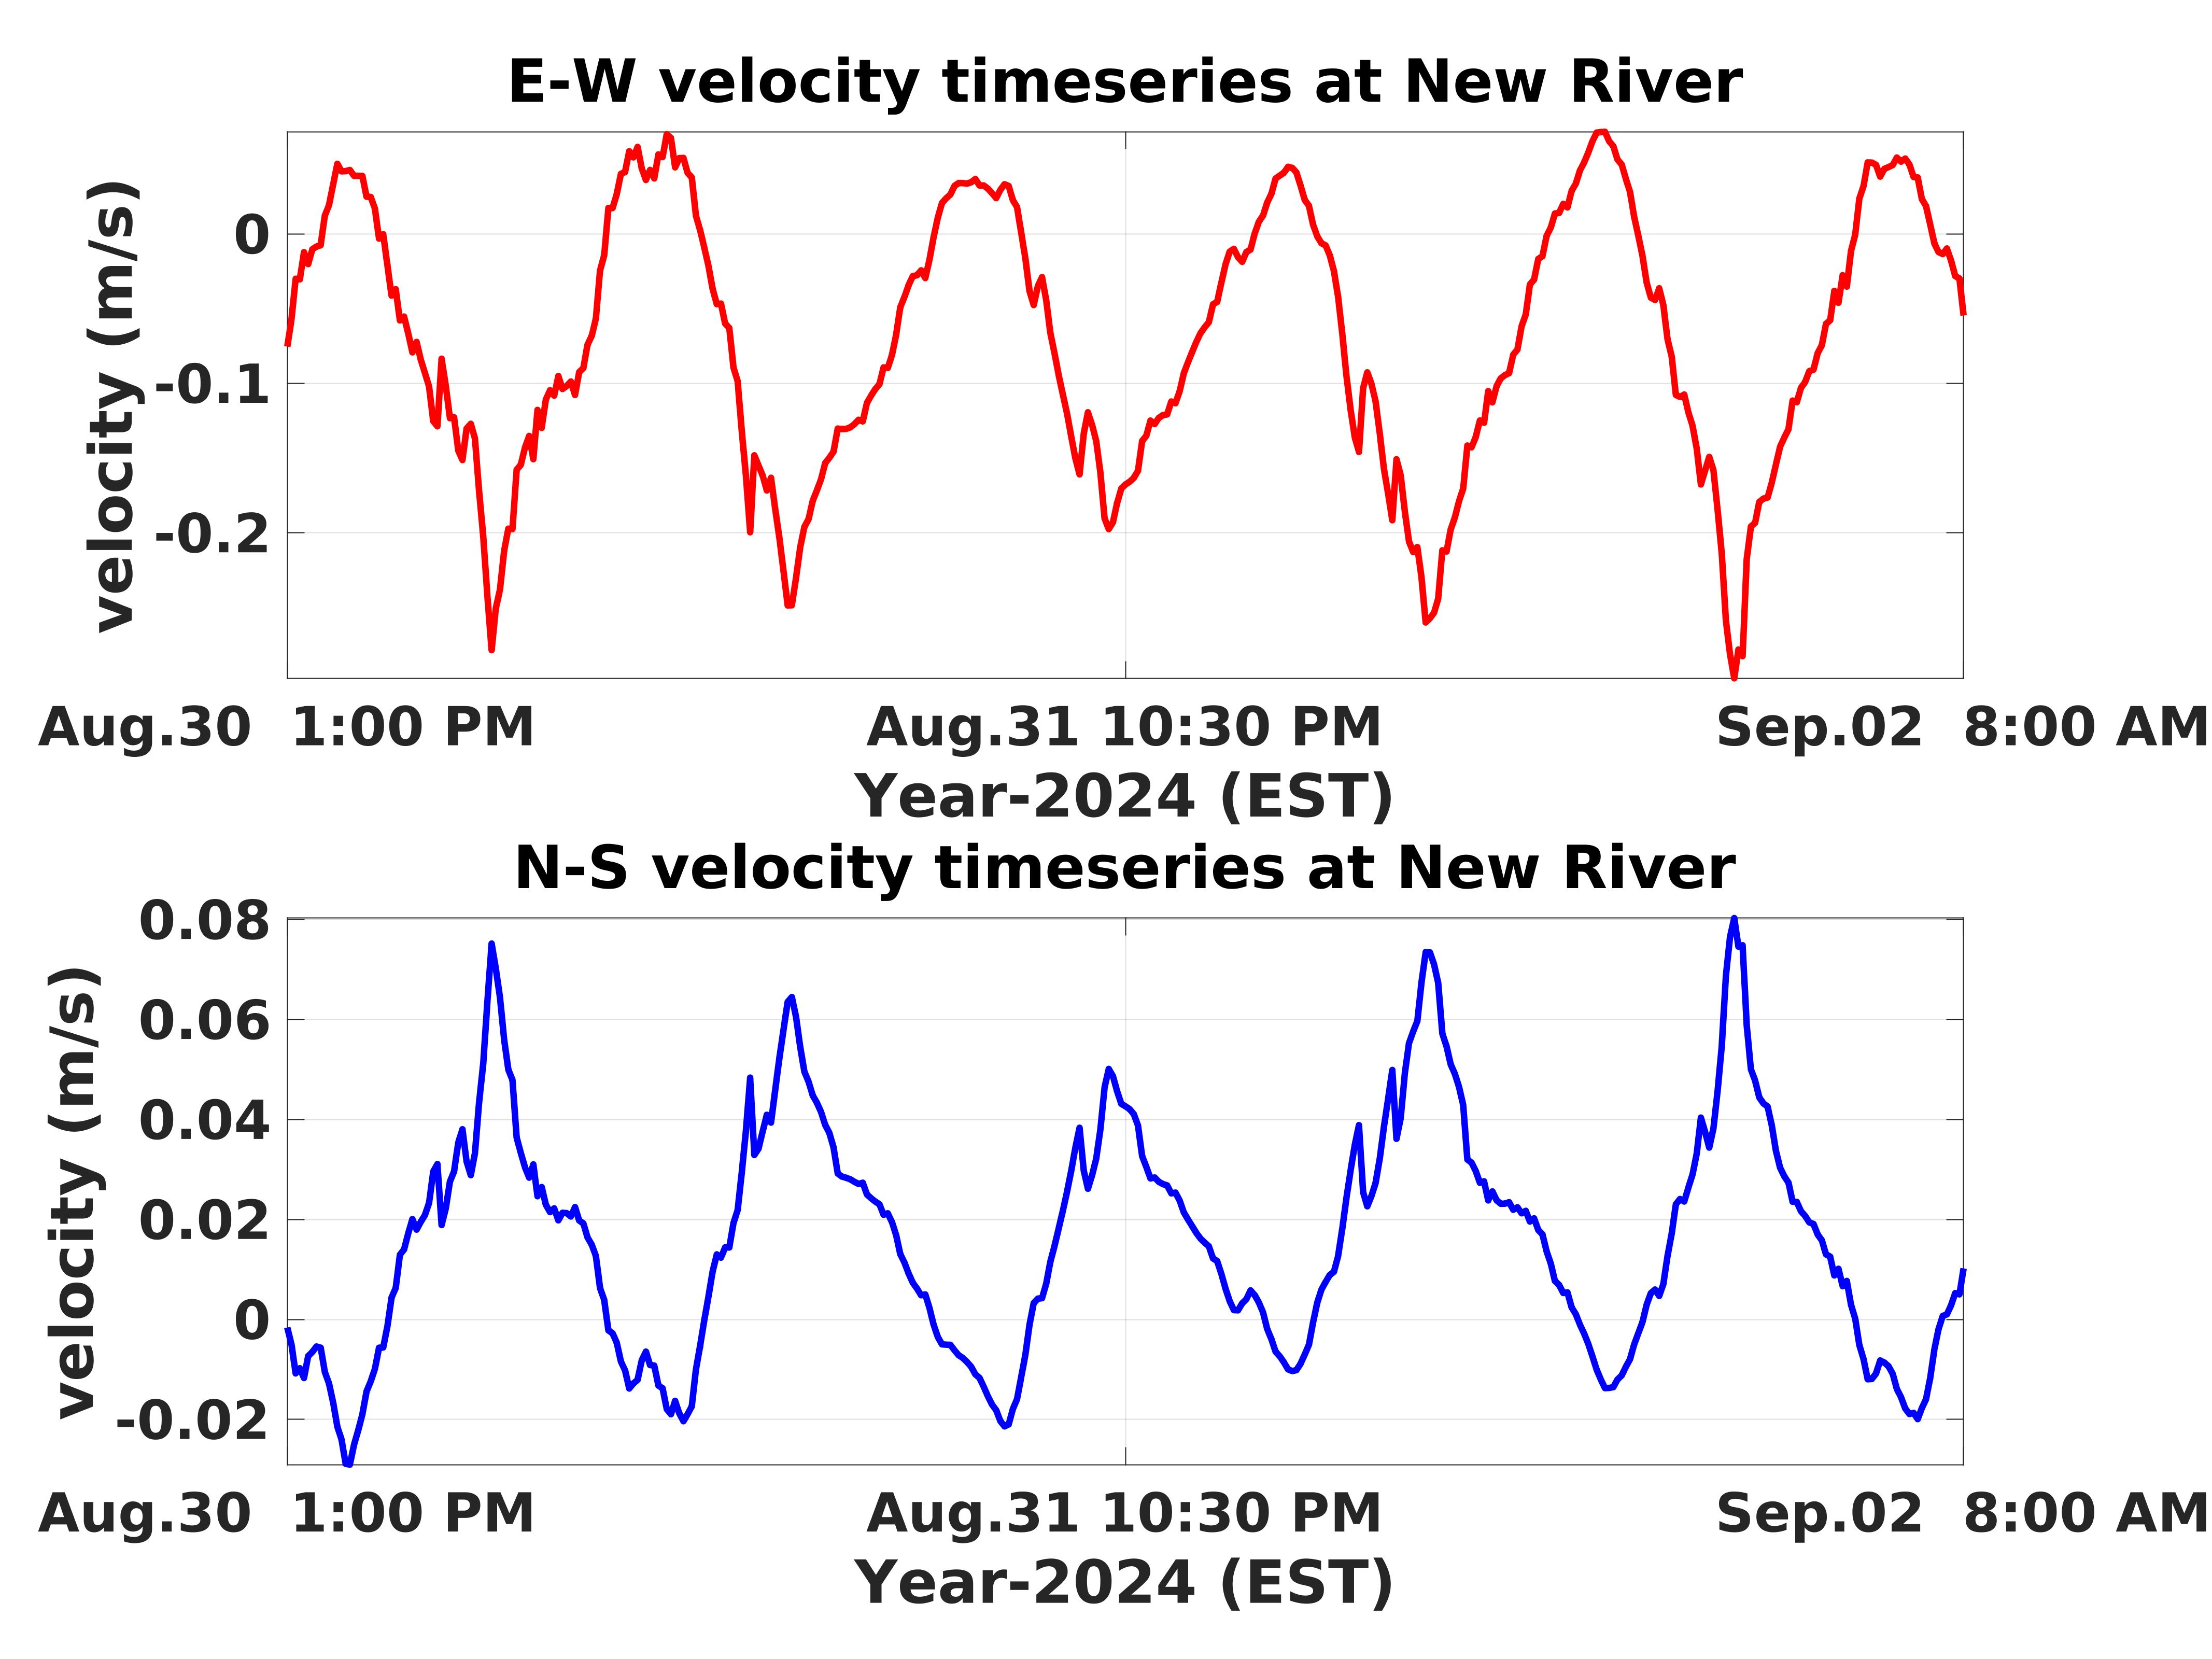 E-W velocity timeseries at New River
velocity (m/s)
0
-0.1
-0.2
Aug.30 1:00 PM
Aug.31 10:30 PM
Sep.02 8:00 AM
Year-2024 (EST)
N-S velocity timeseries at New River
velocity (m/s)
0.08
0.06
0.04
0.02
0
-0.02
Aug.30 1:00 PM
Aug.31 10:30 PM
Sep.02 8:00 AM
Year-2024 (EST)